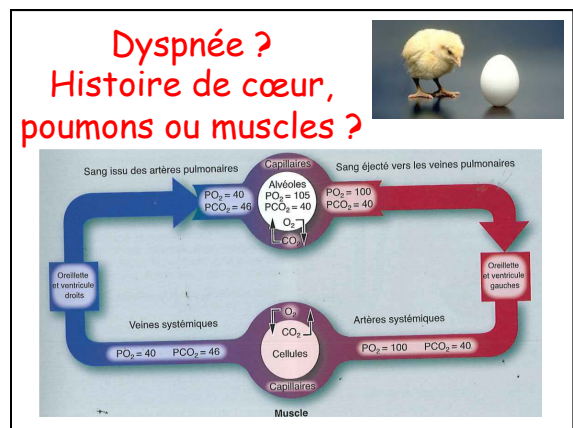 Dyspnée ?
Histoire de cœur,
poumons ou muscles ?
Sang issu des artères pulmonaires
Capillaires
Sang éjecté vers les veines pulmonaires
PO₂ = 40
PCO₂ = 46
Alvéoles
PO₂ = 105
PCO₂ = 40
O₂
CO₂
PO₂ = 100
PCO₂ = 40
Oreillette
et ventricule
droits
Oreillette
et ventricule
gauches
Veines systémiques
O₂
CO₂
Cellules
Artères systémiques
PO₂ = 40 PCO₂ = 46
PO₂ = 100 PCO₂ = 40
Capillaires
Muscle